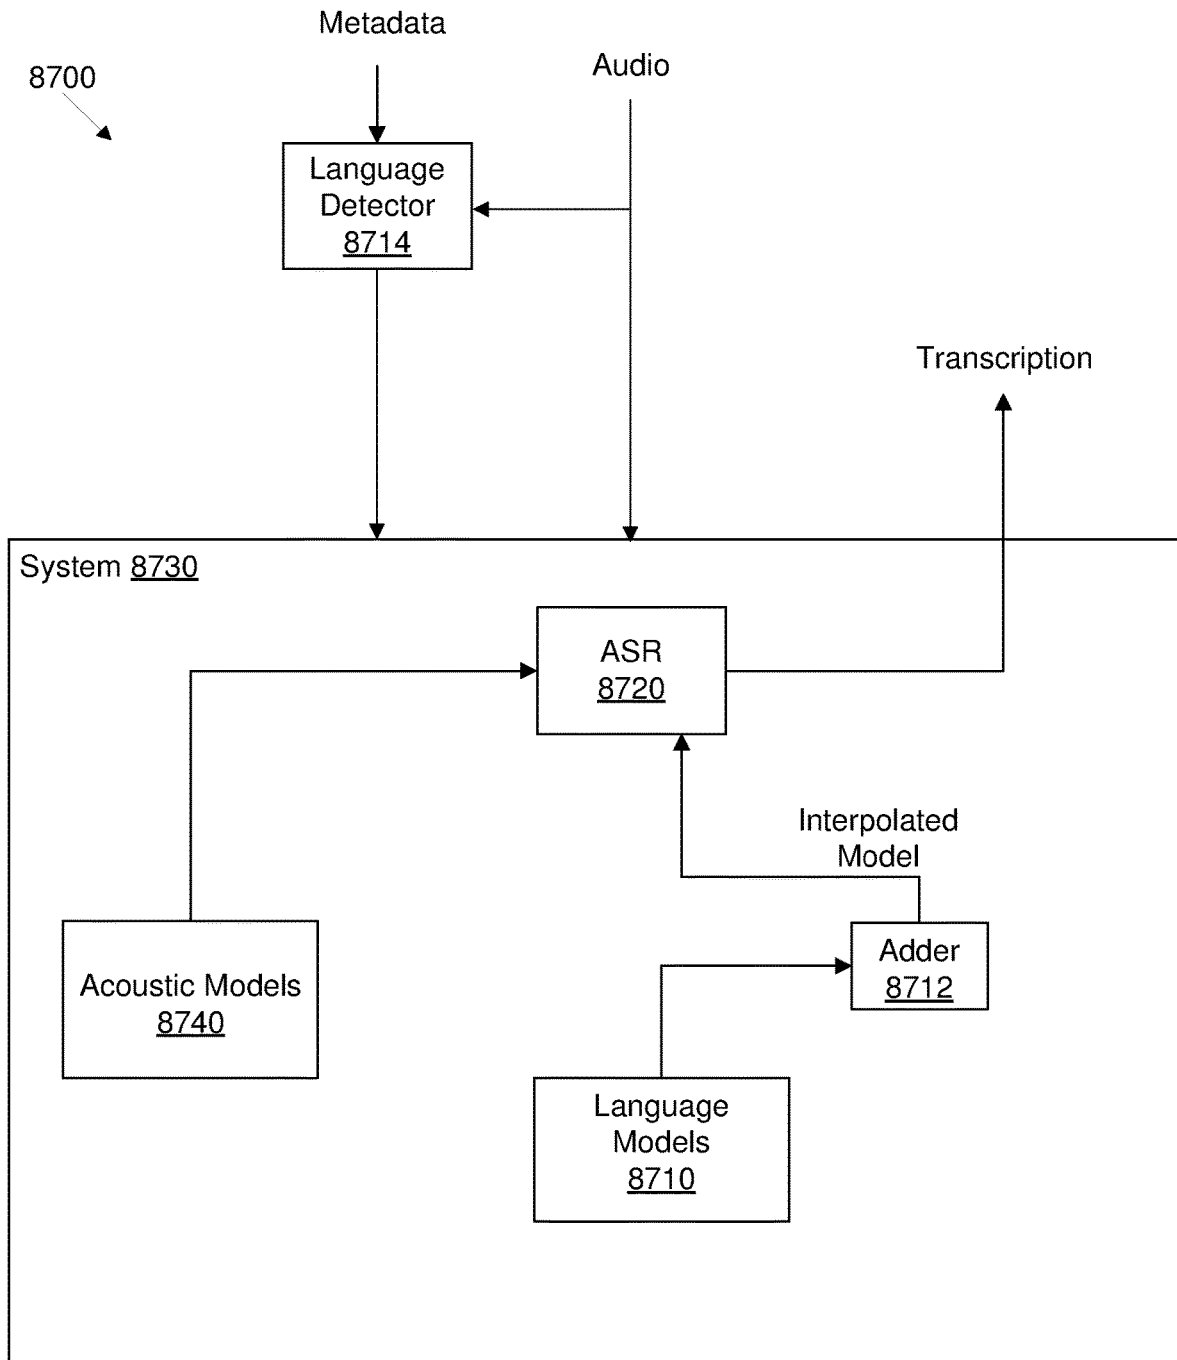 Metadata
Audio
8700
Language
Detector
8714
Transcription
System 8730
ASR
8720
Interpolated
Model
Adder
8712
Acoustic Models
8740
Language
Models
8710